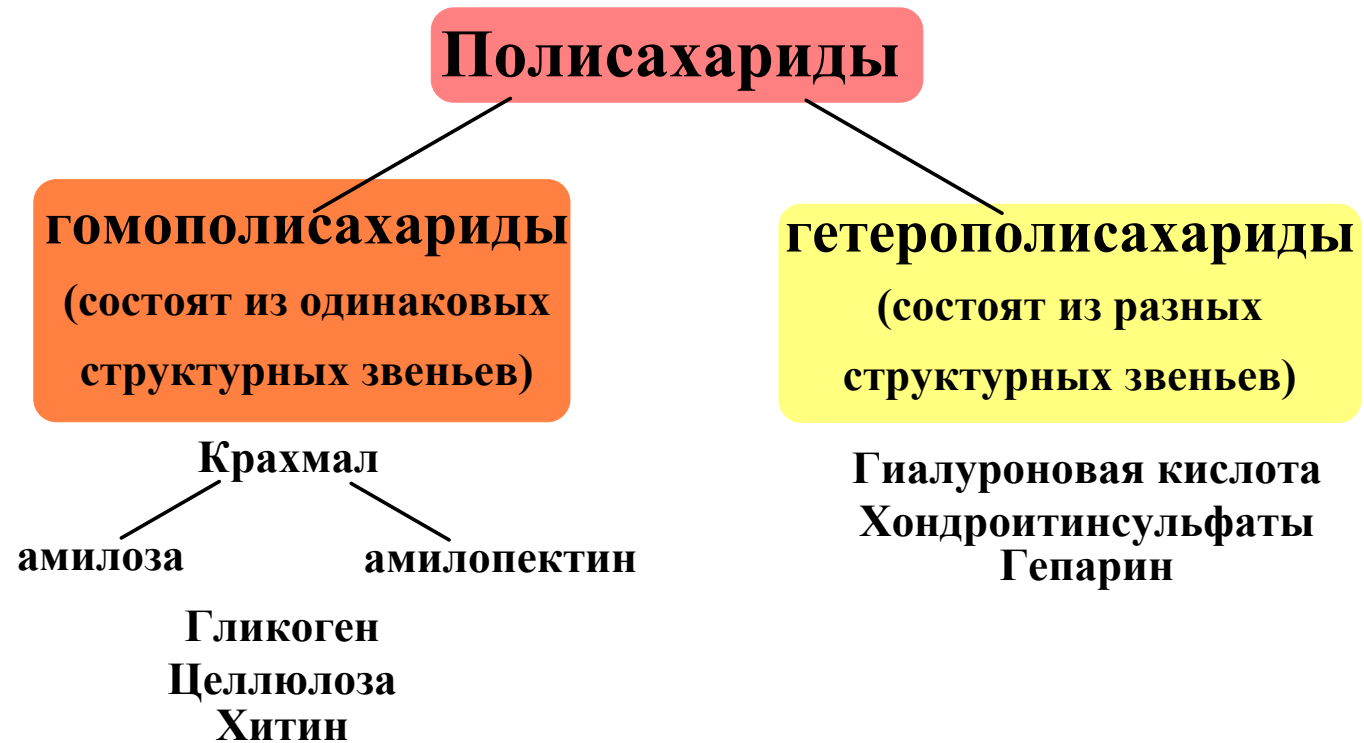 Полисахариды
гомополисахариды
(состоят из одинаковых
структурных звеньев)
гетерополисахариды
(состоят из разных
структурных звеньев)
Крахмал
амилоза
амилопектин
Гликоген
Целлюлоза
Хитин
Гиалуроновая кислота
Хондроитинсульфаты
Гепарин